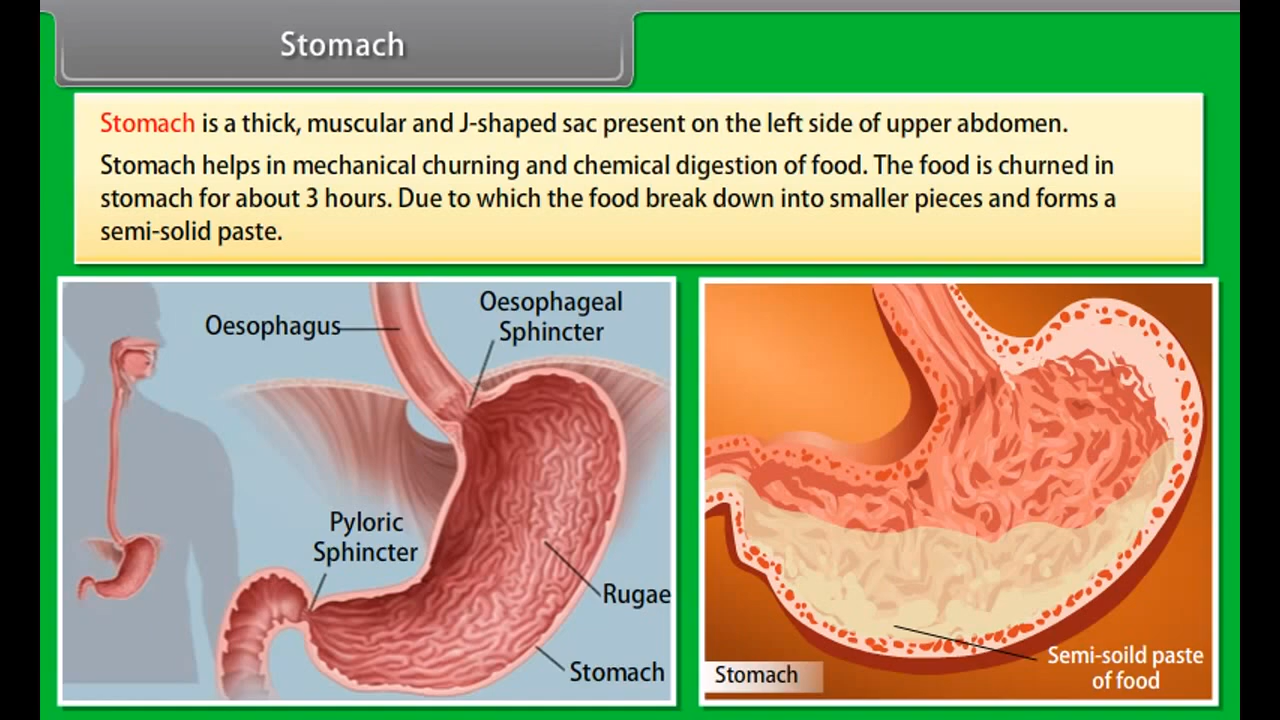 Stomach
Stomach is a thick, muscular and J-shaped sac present on the left side of upper abdomen.
Stomach helps in mechanical churning and chemical digestion of food. The food is churned in
stomach for about 3 hours. Due to which the food break down into smaller pieces and forms a
semi-solid paste.
Oesophagus
Oesophageal
Sphincter
Pyloric
Sphincter
Rugae
Stomach
Stomach
Semi-soild paste
of food